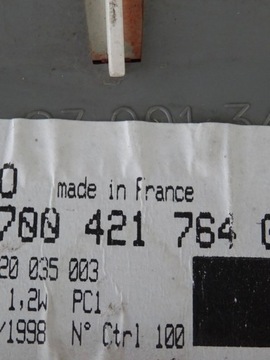 made in France
700 421 764
20 035 003
1,2W PC1
/1998 N° Ctrl 100